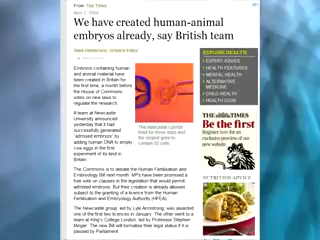 From The Times
April 2, 2008
We have created human-animal
embryos already, say British team
Mark Henderson, Science Editor
Embryos containing human
and animal material have
been created in Britain for
the first time, a month before
the House of Commons
votes on new laws to
regulate the research.
A team at Newcastle
University announced
yesterday that it had
successfully generated
"admixed embryos" by
adding human DNA to empty
cow eggs in the first
experiment of its kind in
Britain.
The Newcastle cybrids
lived for three days and
the largest grew to
contain 32 cells
The Commons is to debate the Human Fertilisation and
Embryology Bill next month. MPs have been promised a
free vote on clauses in the legislation that would permit
admixed embryos. But their creation is already allowed,
subject to the granting of a licence from the Human
Fertilisation and Embryology Authority (HFEA).
The Newcastle group, led by Lyle Armstrong, was awarded
one of the first two licences in January. The other went to a
team at King's College London, led by Professor Stephen
Minger. The new Bill will formalise their legal status if it is
passed by Parliament.
EXPLORE HEALTH
EXPERT ADVICE
HEALTH FEATURES
MENTAL HEALTH
ALTERNATIVE
MEDICINE
CHILD HEALTH
HEALTH CLUB
THE TIMES
Be the first
Register here for an
exclusive preview of
our new
website
NUTRITION ADVICE